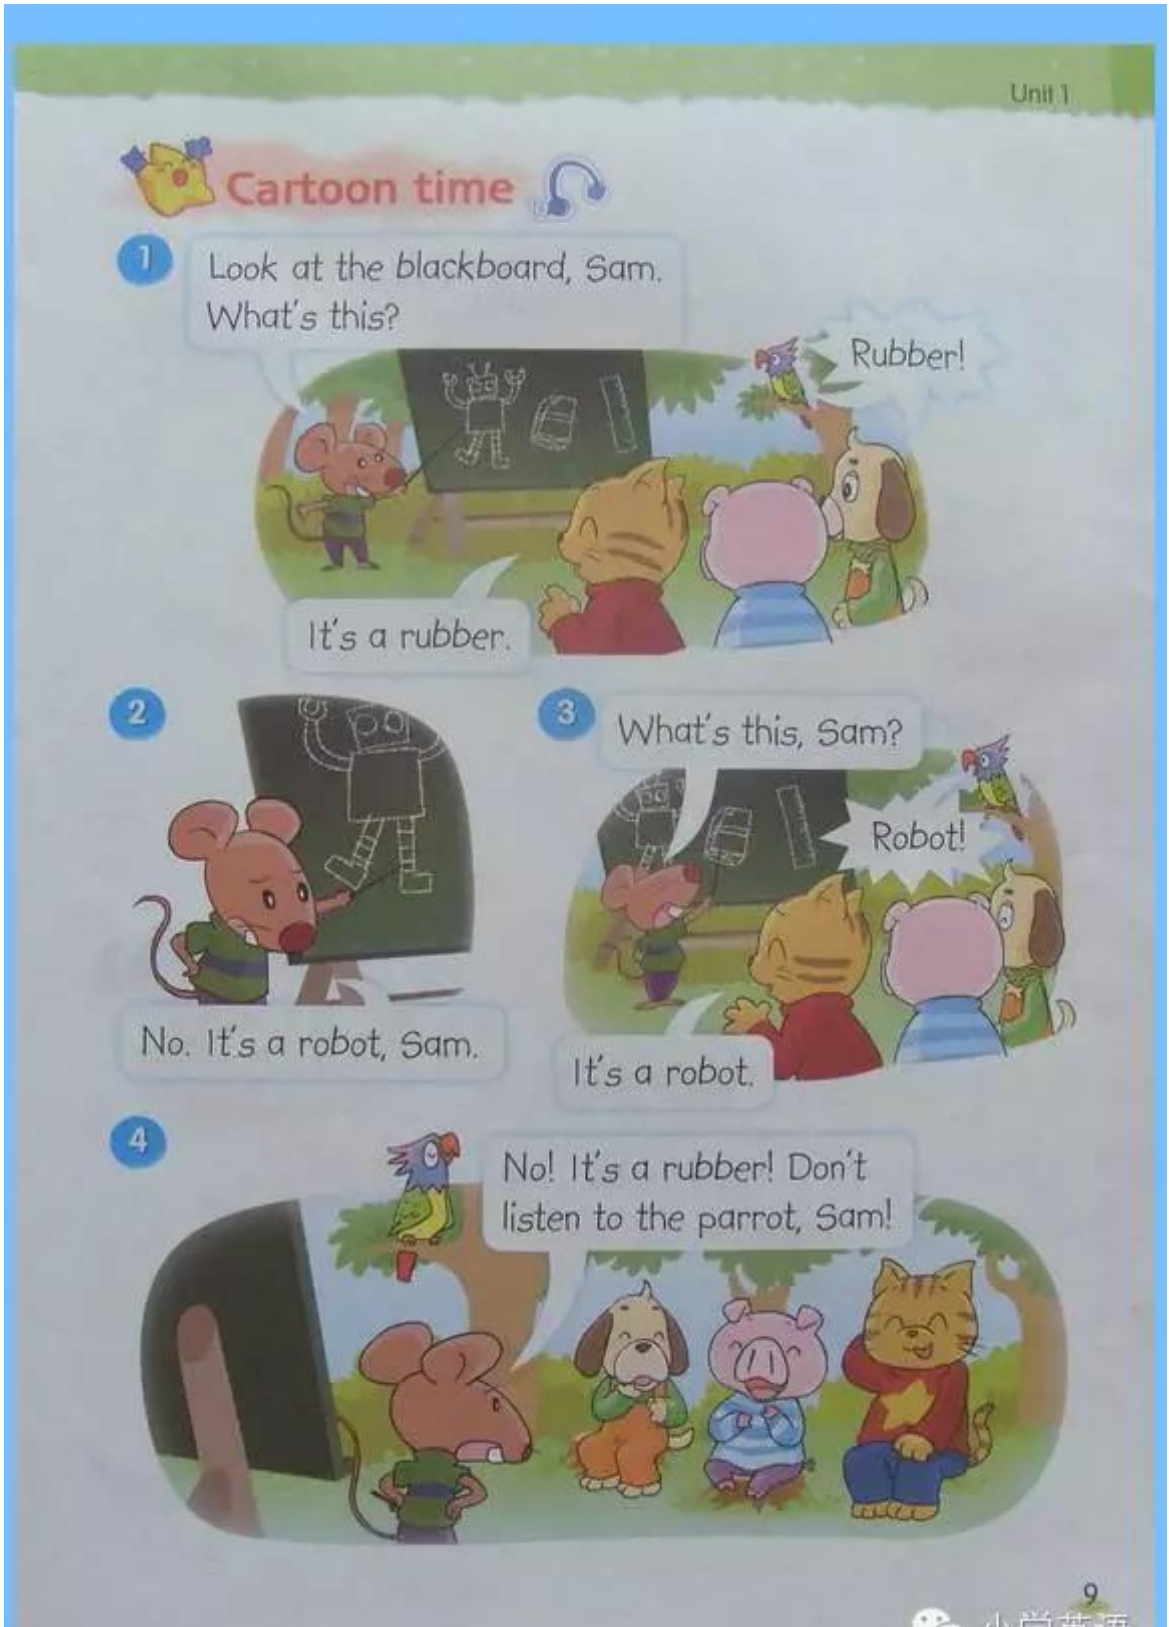 Unit 1
Cartoon time
1
Look at the blackboard, Sam.
What's this?
Rubber!
It's a rubber.
2
No. It's a robot, Sam.
3
What's this, Sam?
Robot!
It's a robot.
4
No! It's a rubber! Don't
listen to the parrot, Sam!
9
小学英语